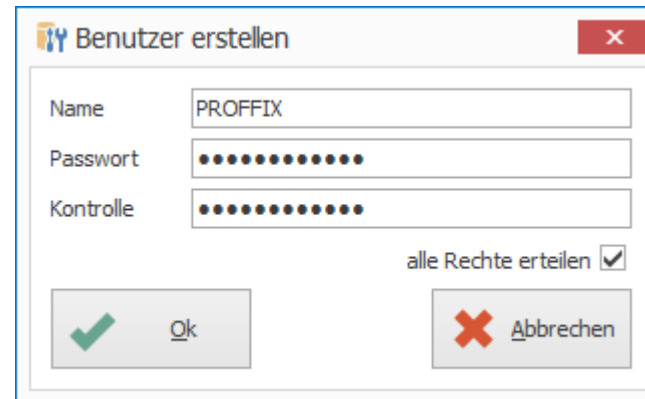 Benutzer erstellen
Name PROFFIX
Passwort ●●●●●●●●●●●●
Kontrolle ●●●●●●●●●●●●
alle Rechte erteilen
Ok Abbrechen